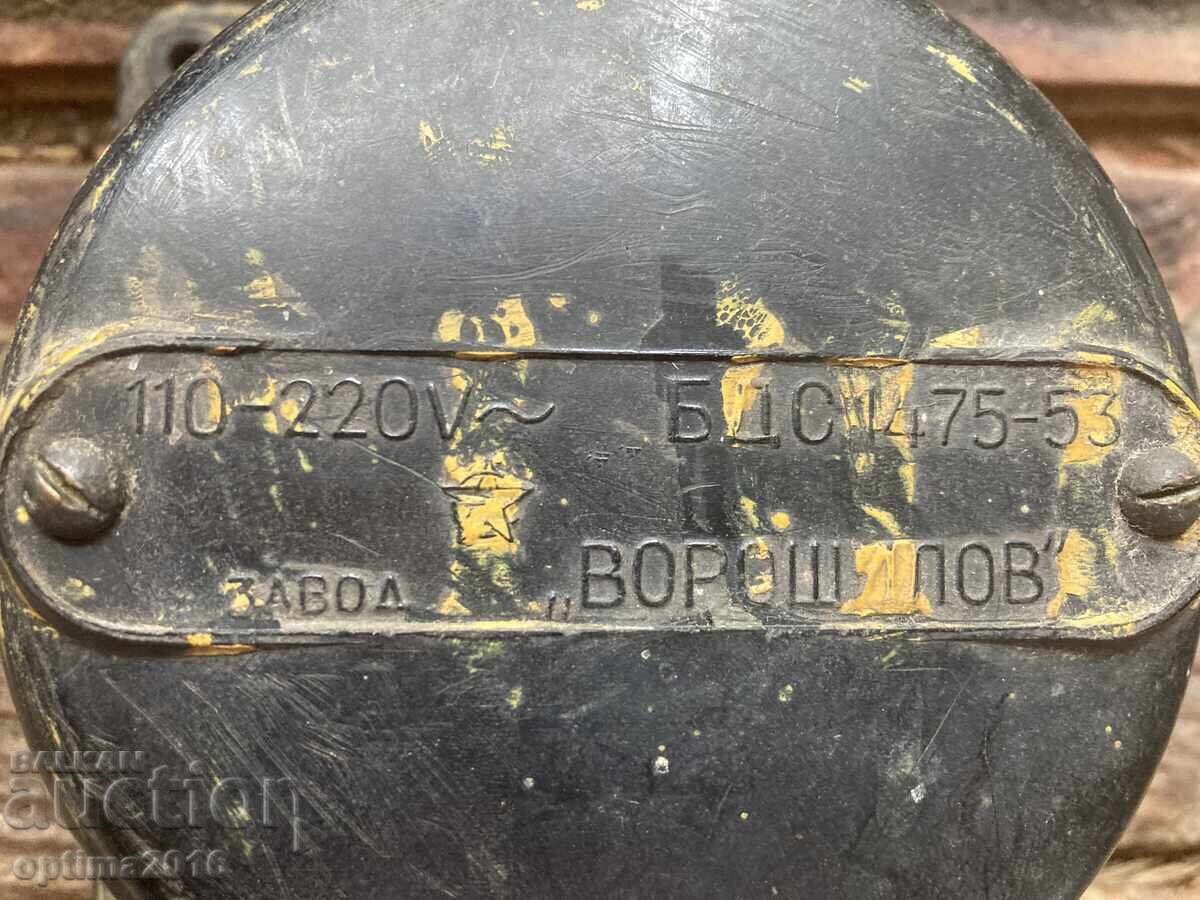 110-220V~ БДС 1475-53
ЗАВОД „ВОРОШИЛОВ”
BALKAN
auction
optima2016